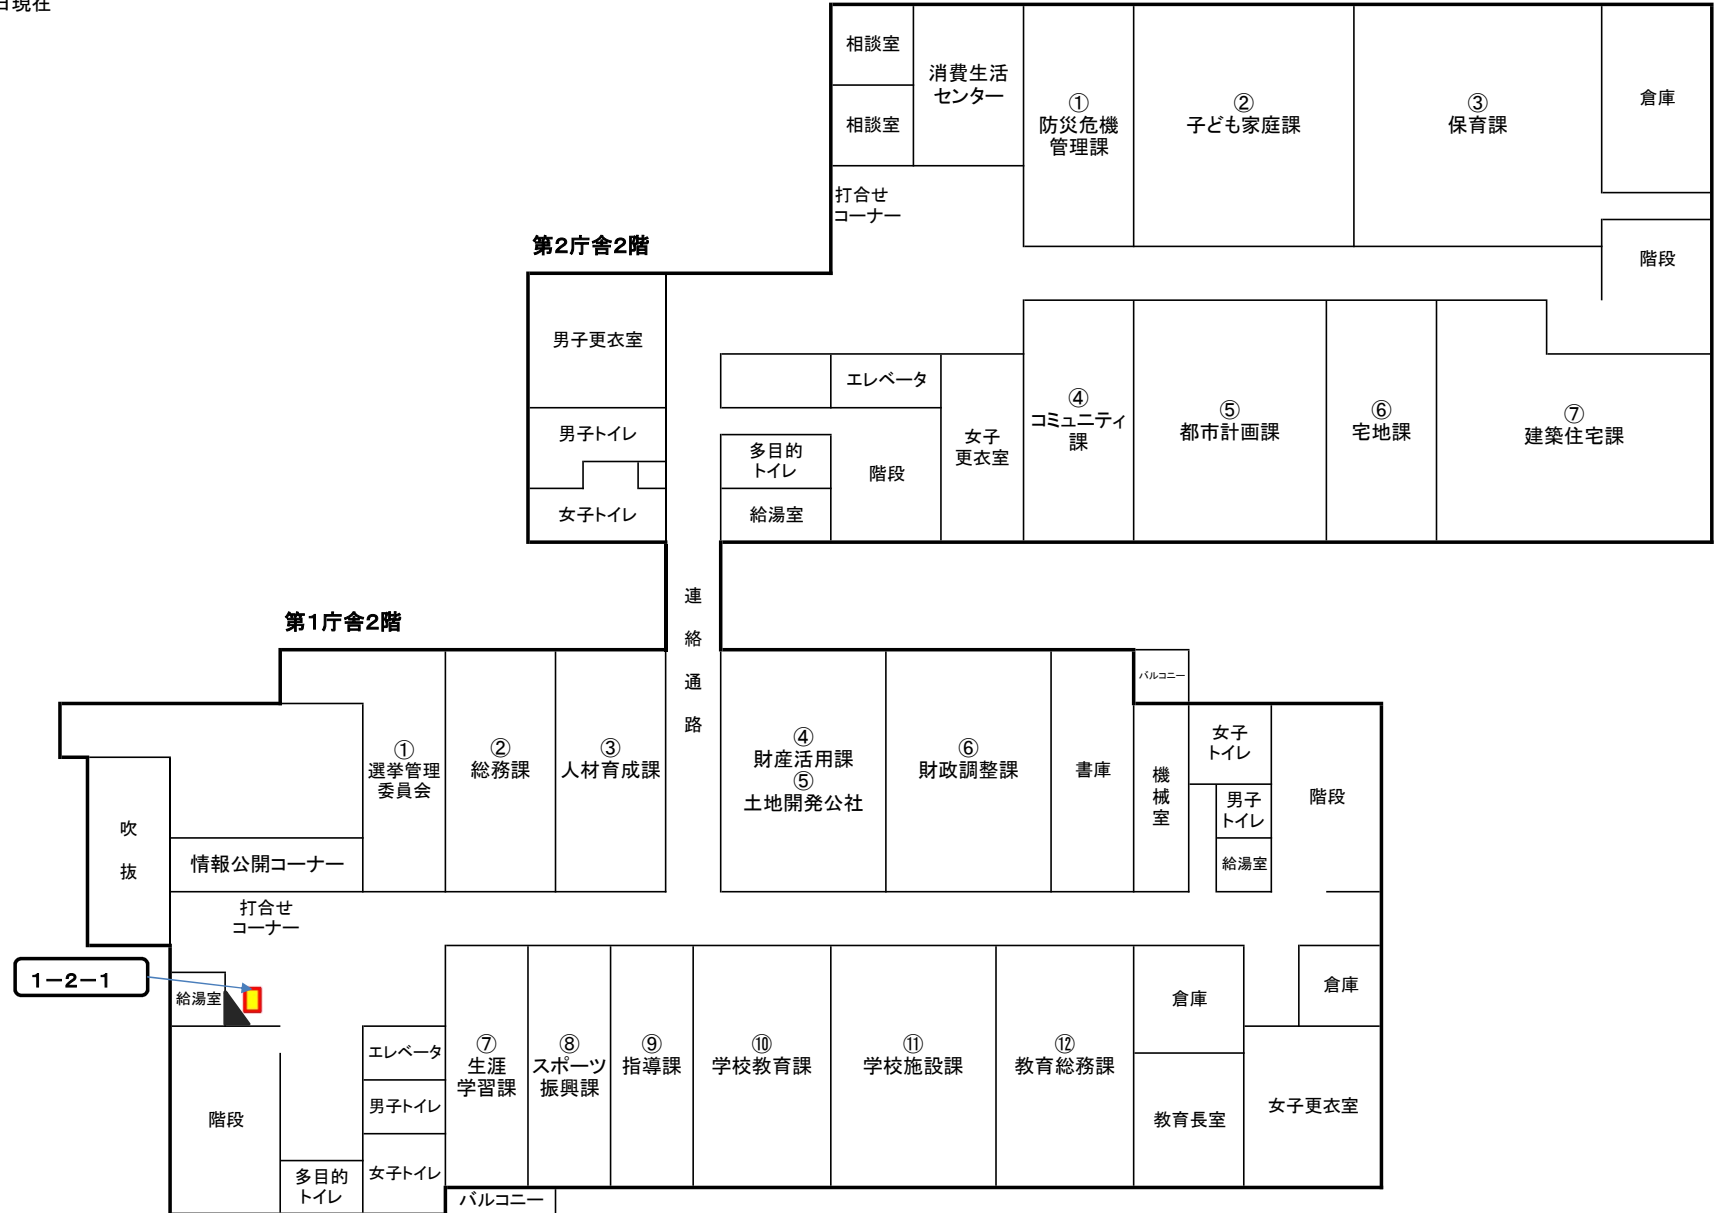 日現在
相談室
消費生活
センター
相談室
①
防災危機
管理課
②
子ども家庭課
③
保育課
倉庫
打合せ
コーナー
階段
第2庁舎2階
男子更衣室
エレベータ
男子トイレ
多目的
トイレ
階段
女子
更衣室
④
コミュニティ
課
⑤
都市計画課
⑥
宅地課
⑦
建築住宅課
女子トイレ
給湯室
連
絡
通
路
第1庁舎2階
①
選挙管理
委員会
②
総務課
③
人材育成課
④
財産活用課
⑤
土地開発公社
⑥
財政調整課
書庫
バルコニー
機
械
室
女子
トイレ
男子
トイレ
給湯室
階段
吹
抜
情報公開コーナー
打合せ
コーナー
1－2－1
給湯室
階段
エレベータ
男子トイレ
女子トイレ
多目的
トイレ
⑦
生涯
学習課
⑧
スポーツ
振興課
⑨
指導課
⑩
学校教育課
⑪
学校施設課
⑫
教育総務課
倉庫
倉庫
教育長室
女子更衣室
バルコニー